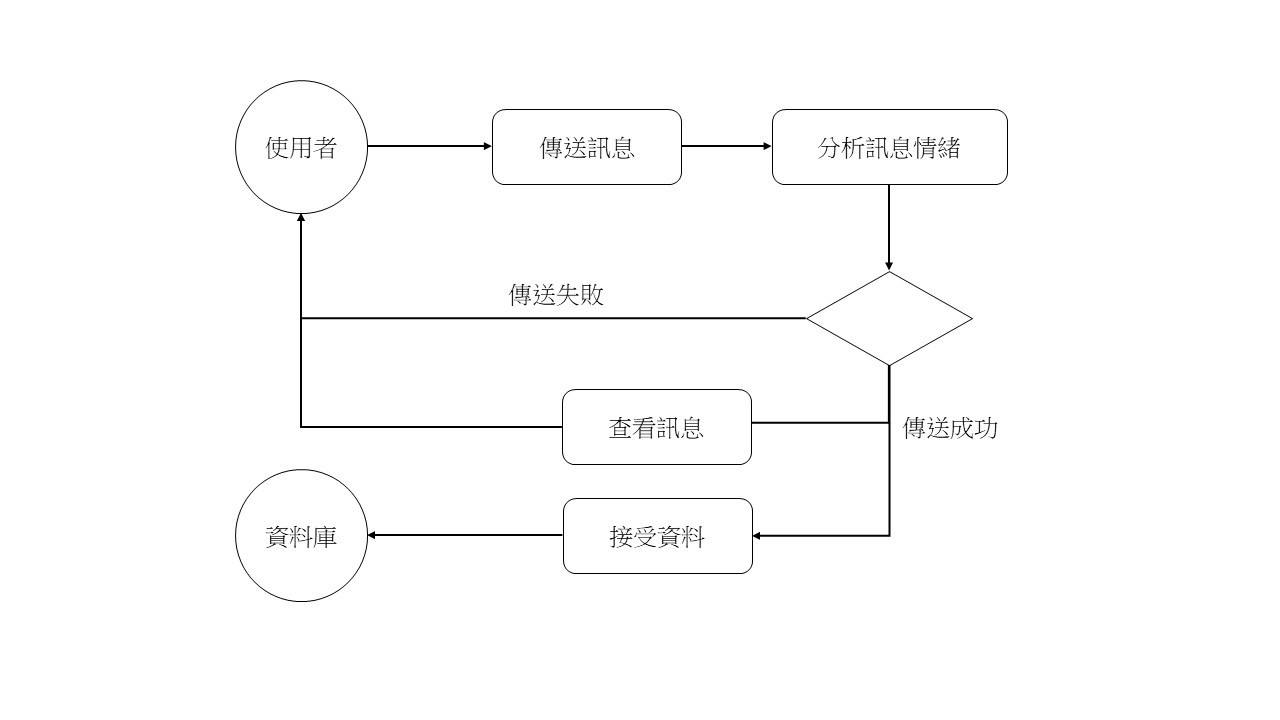 使用者
傳送訊息
分析訊息情緒
傳送失敗
查看訊息
傳送成功
資料庫
接受資料